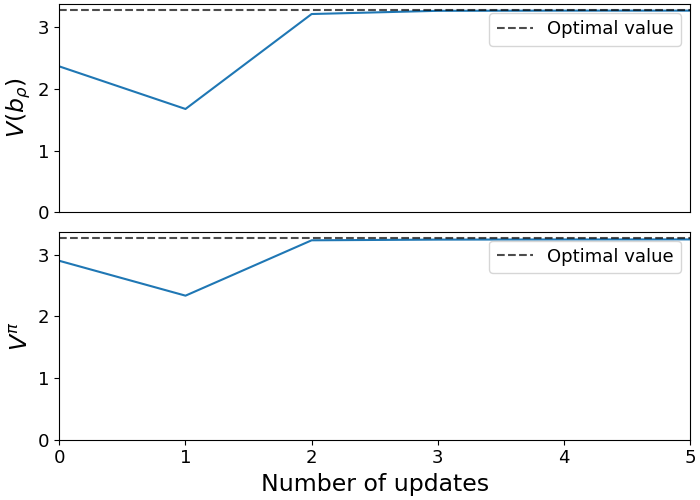 3
2
1
0
V(b_ρ)
Optimal value
3
2
1
0
V^π
Optimal value
0 1 2 3 4 5
Number of updates